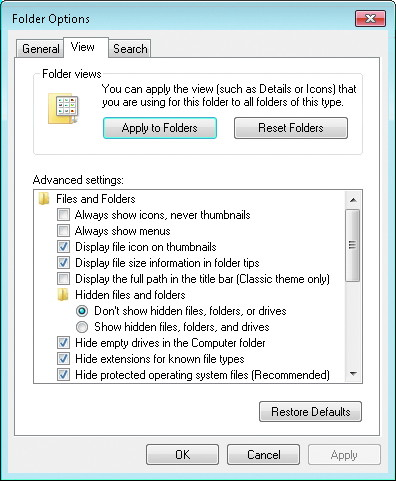 Folder Options
General
View
Search
Folder views
You can apply the view (such as Details or Icons) that
you are using for this folder to all folders of this type.
Apply to Folders
Reset Folders
Advanced settings:
Files and Folders
Always show icons, never thumbnails
Always show menus
Display file icon on thumbnails
Display file size information in folder tips
Display the full path in the title bar (Classic theme only)
Hidden files and folders
Don't show hidden files, folders, or drives
Show hidden files, folders, and drives
Hide empty drives in the Computer folder
Hide extensions for known file types
Hide protected operating system files (Recommended)
Restore Defaults
OK
Cancel
Apply